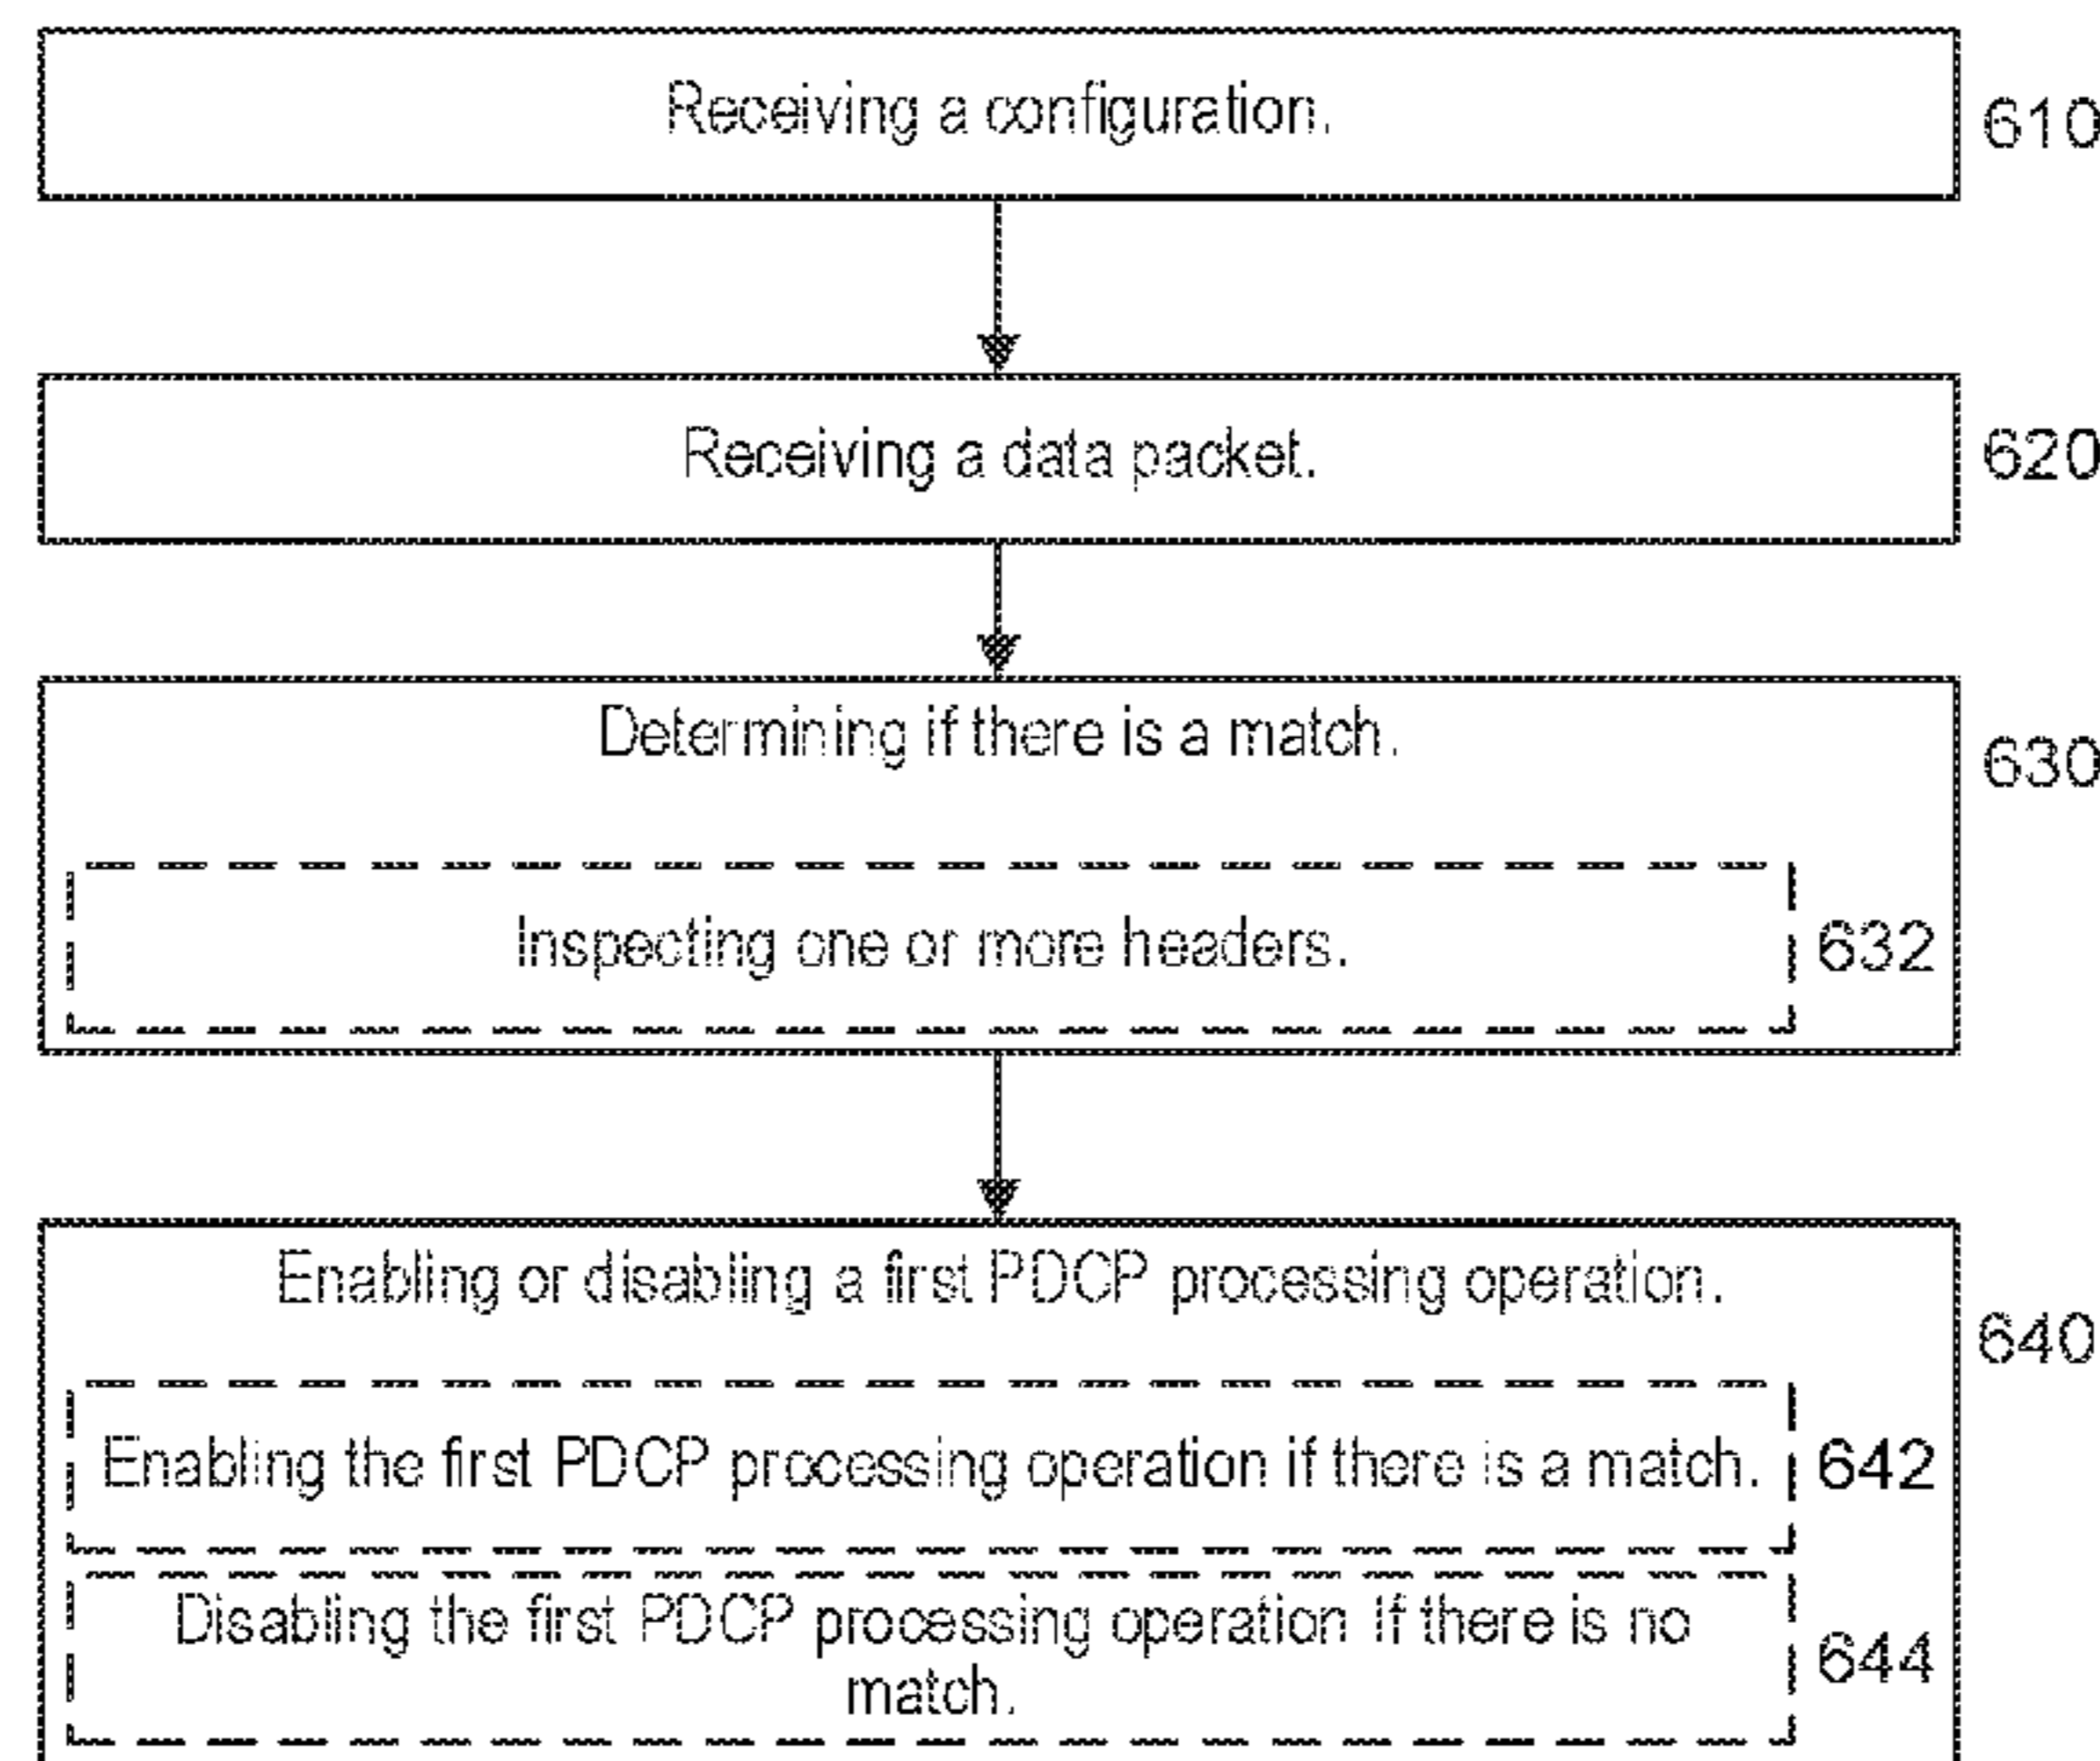 Receiving a configuration.
610
Receiving a data packet.
620
Determining if there is a match.
630
Inspecting one or more headers.
632
Enabling or disabling a first PDCP processing operation.
640
Enabling the first PDCP processing operation if there is a match.
642
Disabling the first PDCP processing operation If there is no
match.
644